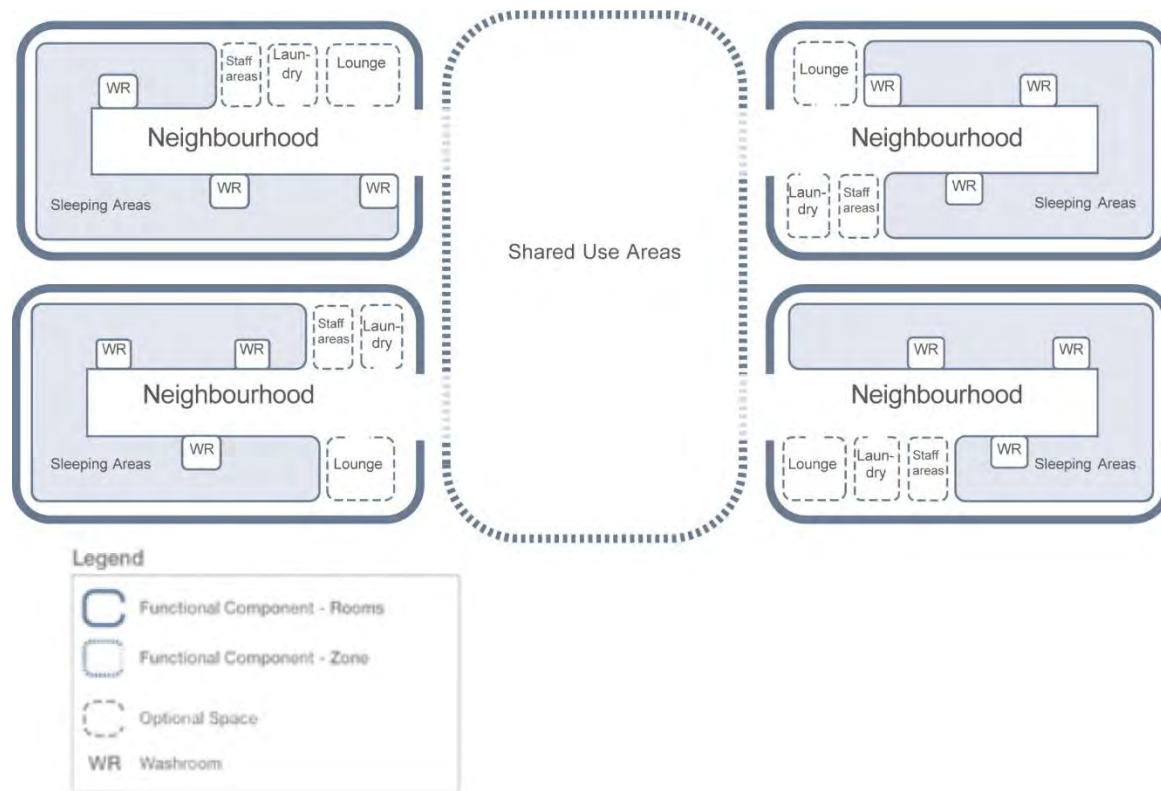 Staff
areas
Laun-
dry
Lounge
WR
Neighbourhood
WR
WR
Sleeping Areas
Shared Use Areas
Lounge
WR
WR
Neighbourhood
Laun-
dry
Staff
areas
WR
Sleeping Areas
Staff
areas
Laun-
dry
WR
WR
Neighbourhood
WR
Sleeping Areas
Lounge
WR
WR
Neighbourhood
Lounge
Laun-
dry
Staff
areas
WR
Sleeping Areas
Legend
Functional Component - Rooms
Functional Component - Zone
Optional Space
WR Washroom